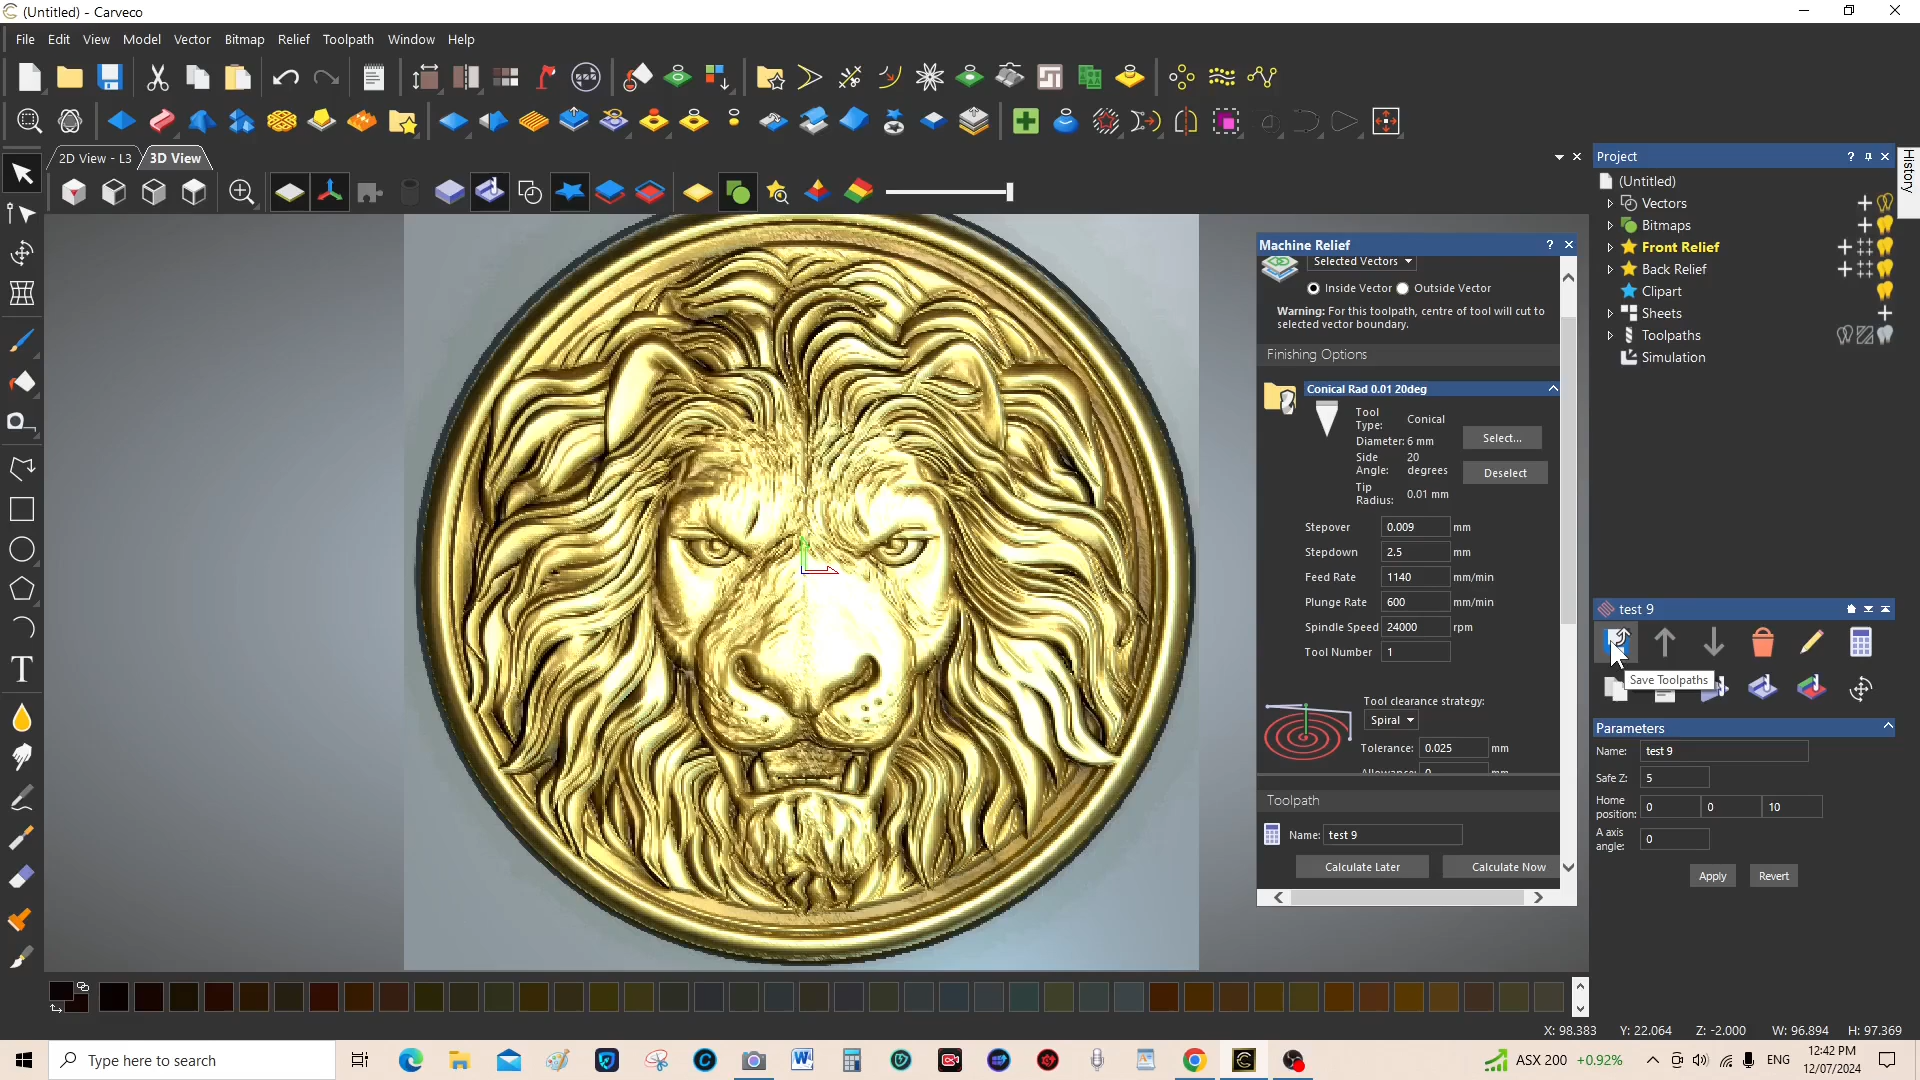 (Untitled) - Carveco
File Edit View Model Vector Bitmap Relief Toolpath Window Help
2D View - L3 3D View
Project
(Untitled)
Vectors
Bitmaps
Front Relief
Back Relief
Clipart
Sheets
Toolpaths
Simulation
History
Machine Relief
Selected Vectors
Inside Vector Outside Vector
Warning: For this toolpath, centre of tool will cut to
selected vector boundary.
Finishing Options
Conical Rad 0.01 20deg
Tool Type: Conical
Diameter: 6 mm
Side Angle: 20 degrees
Tip Radius: 0.01 mm
Select...
Deselect
Stepover 0.009 mm
Stepdown 2.5 mm
Feed Rate 1140 mm/min
Plunge Rate 600 mm/min
Spindle Speed 24000 rpm
Tool Number 1
Tool clearance strategy:
Spiral
Tolerance: 0.025 mm
Allowance: 0 mm
Toolpath
Name: test 9
Calculate Later Calculate Now
test 9
Save Toolpaths
Parameters
Name: test 9
Safe Z: 5
Home position: 0 0 10
A axis angle: 0
Apply Revert
X: 98.383 Y: 22.064 Z: -2.000 W: 96.894 H: 97.369
Type here to search
ASX 200 +0.92%
ENG
12:42 PM
12/07/2024